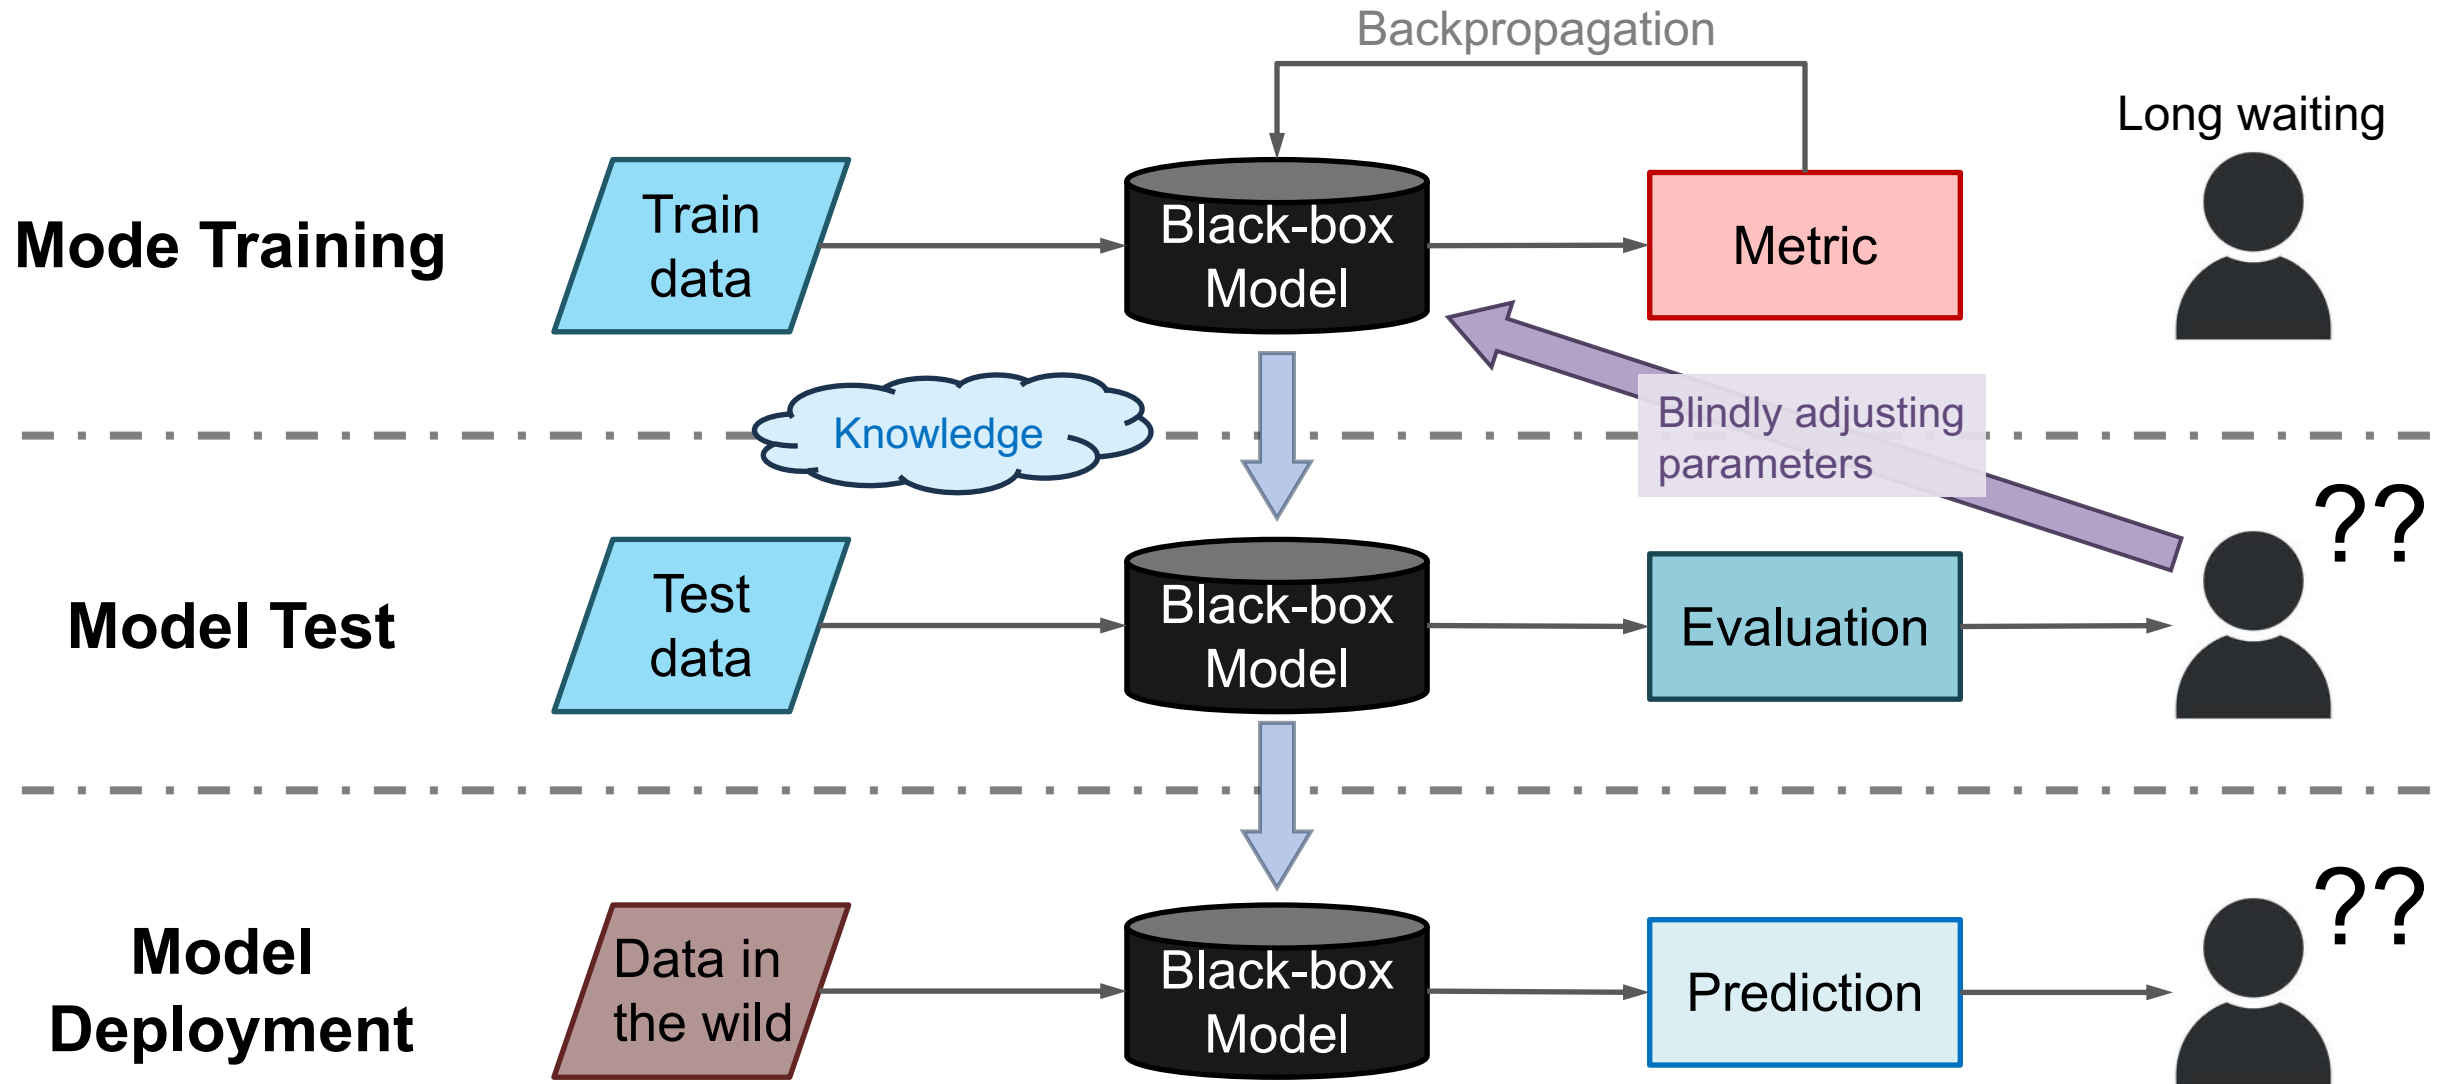 Backpropagation
Long waiting
Mode Training
Train
data
Black-box
Model
Metric
Knowledge
Blindly adjusting
parameters
??
Model Test
Test
data
Black-box
Model
Evaluation
??
Model
Deployment
Data in
the wild
Black-box
Model
Prediction